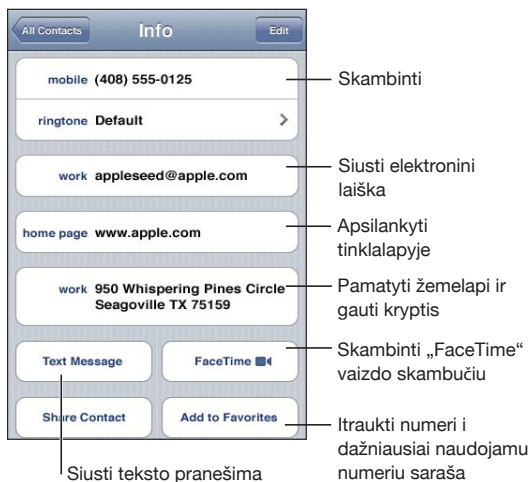 All Contacts Info Edit
mobile (408) 555-0125
Skambinti
ringtone Default
work appleseed@apple.com
Siusti elektronini
laiška
home page www.apple.com
Apsilankyti
tinklalapyje
work 950 Whispering Pines Circle
Seagoville TX 75159
Pamatyti žemelapi ir
gauti kryptis
Text Message
FaceTime
Skambinti „FaceTime“
vaizdo skambučiu
Share Contact
Add to Favorites
Itraukti numeri i
dažniausiai naudojamu
numeriu saraša
Siusti teksto pranešima